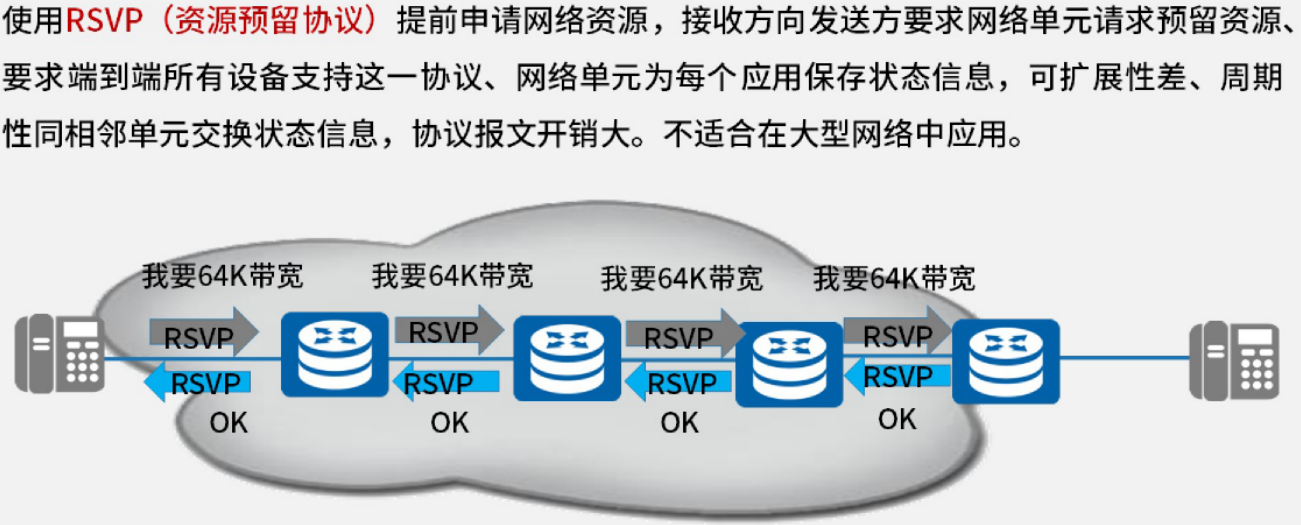 使用RSVP（资源预留协议）提前申请网络资源，接收方向发送方要求网络单元请求预留资源、
要求端到端所有设备支持这一协议、网络单元为每个应用保存状态信息，可扩展性差、周期
性同相邻单元交换状态信息，协议报文开销大。不适合在大型网络中应用。
我要64K带宽 我要64K带宽 我要64K带宽 我要64K带宽
RSVP RSVP RSVP RSVP
RSVP RSVP RSVP RSVP
OK OK OK OK